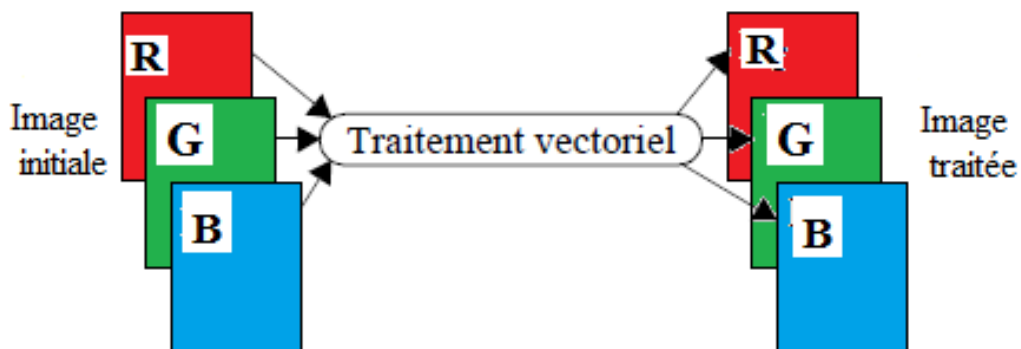 Image
initiale
R
G
B
Traitement vectoriel
R
G
B
Image
traitée